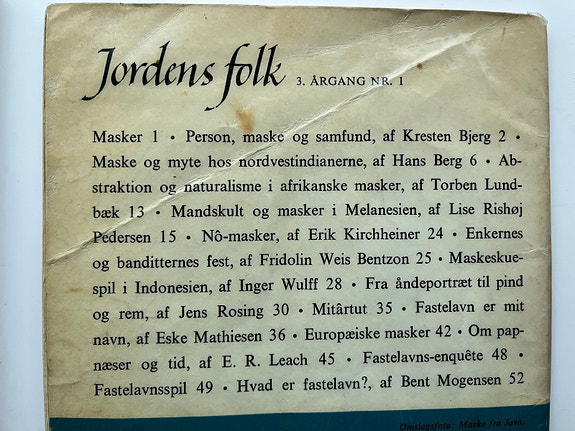 Jordens folk 3. ÅRGANG NR. 1
Masker 1 • Person, maske og samfund, af Kresten Bjerg 2 •
Maske og myte hos nordvestindianerne, af Hans Berg 6 • Ab-
straktion og naturalisme i afrikanske masker, af Torben Lund-
bæk 13 • Mandskult og masker i Melanesien, af Lise Rishøj
Pedersen 15 • Nô-masker, af Erik Kirchheiner 24 • Enkernes
og banditternes fest, af Fridolin Weis Bentzon 25 • Maskeskue-
spil i Indonesien, af Inger Wulff 28 • Fra åndeportræt til pind
og rem, af Jens Rosing 30 • Mitârtut 35 • Fastelavn er mit
navn, af Eske Mathiesen 36 • Europæiske masker 42 • Om pap-
næser og tid, af E. R. Leach 45 • Fastelavns-enquête 48 •
Fastelavnsspil 49 • Hvad er fastelavn?, af Bent Mogensen 52
Omslagsfoto: Maske fra Java.